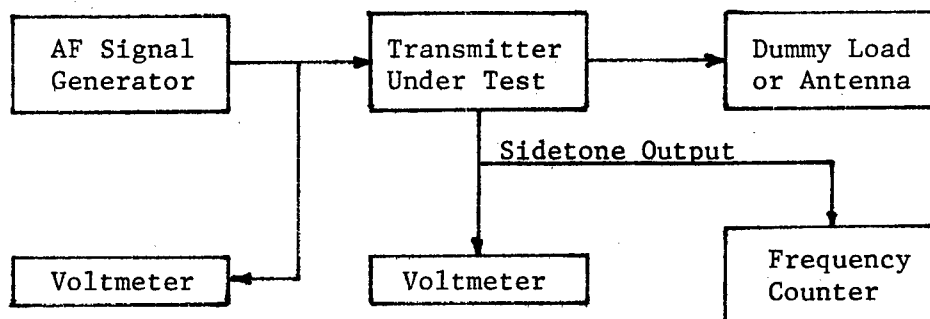 AF Signal
Generator
Transmitter
Under Test
Dummy Load
or Antenna
Sidetone Output
Voltmeter
Voltmeter
Frequency
Counter